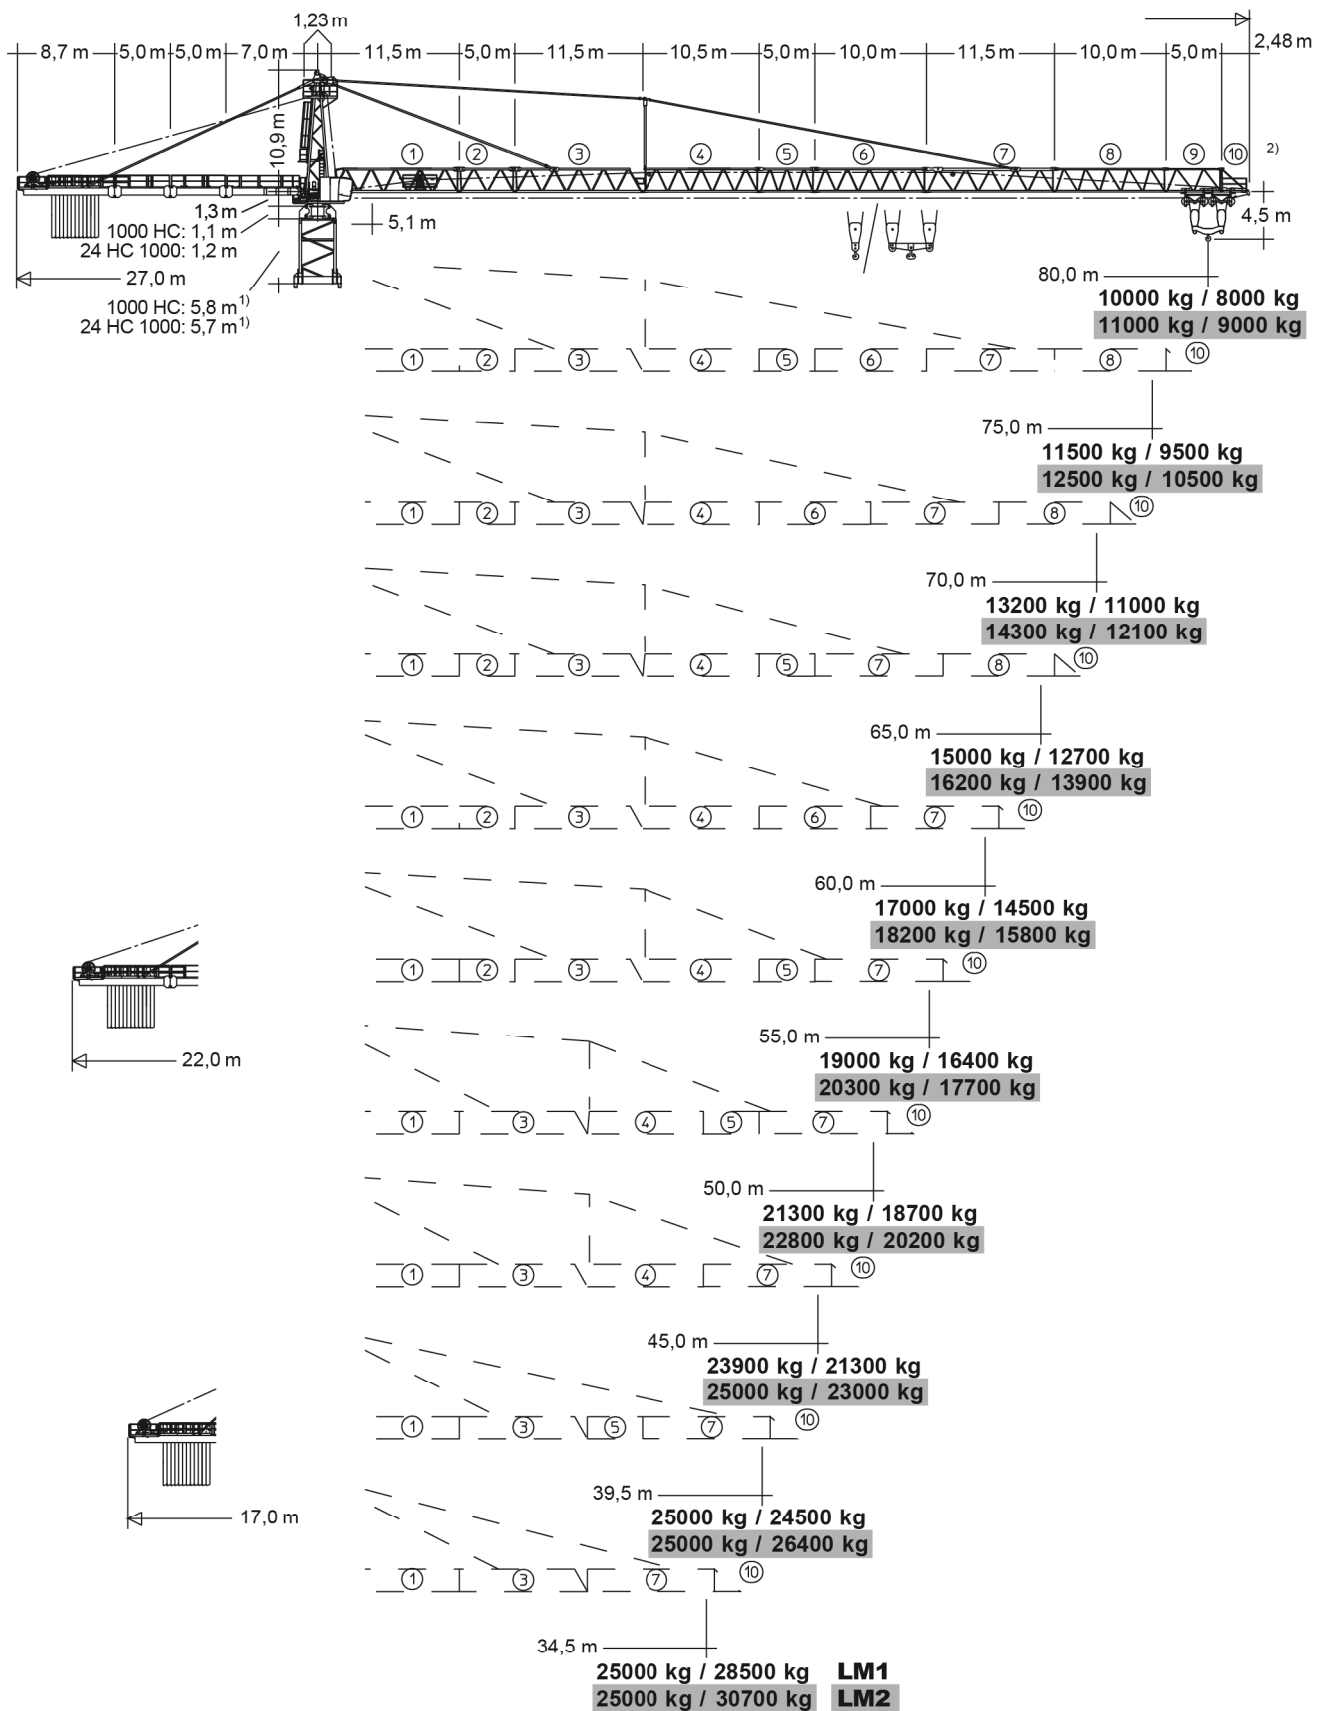 1,23 m
8,7 m 5,0 m 5,0 m 7,0 m 11,5 m 5,0 m 11,5 m 10,5 m 5,0 m 10,0 m 11,5 m 10,0 m 5,0 m 2,48 m
10,9 m
① ② ③ ④ ⑤ ⑥ ⑦ ⑧ ⑨ ⑩ 2)
1,3 m
1000 HC: 1,1 m
24 HC 1000: 1,2 m
5,1 m
4,5 m
27,0 m
1000 HC: 5,8 m1)
24 HC 1000: 5,7 m1)
80,0 m
10000 kg / 8000 kg
11000 kg / 9000 kg
① ② ③ ④ ⑤ ⑥ ⑦ ⑧ ⑩
75,0 m
11500 kg / 9500 kg
12500 kg / 10500 kg
① ② ③ ④ ⑥ ⑦ ⑧ ⑩
70,0 m
13200 kg / 11000 kg
14300 kg / 12100 kg
① ② ③ ④ ⑤ ⑦ ⑧ ⑩
65,0 m
15000 kg / 12700 kg
16200 kg / 13900 kg
① ② ③ ④ ⑥ ⑦ ⑩
60,0 m
17000 kg / 14500 kg
18200 kg / 15800 kg
① ② ③ ④ ⑤ ⑦ ⑩
22,0 m
55,0 m
19000 kg / 16400 kg
20300 kg / 17700 kg
① ③ ④ ⑤ ⑦ ⑩
50,0 m
21300 kg / 18700 kg
22800 kg / 20200 kg
① ③ ④ ⑦ ⑩
45,0 m
23900 kg / 21300 kg
25000 kg / 23000 kg
① ③ ⑤ ⑦ ⑩
17,0 m
39,5 m
25000 kg / 24500 kg
25000 kg / 26400 kg
① ③ ⑦ ⑩
34,5 m
25000 kg / 28500 kg LM1
25000 kg / 30700 kg LM2